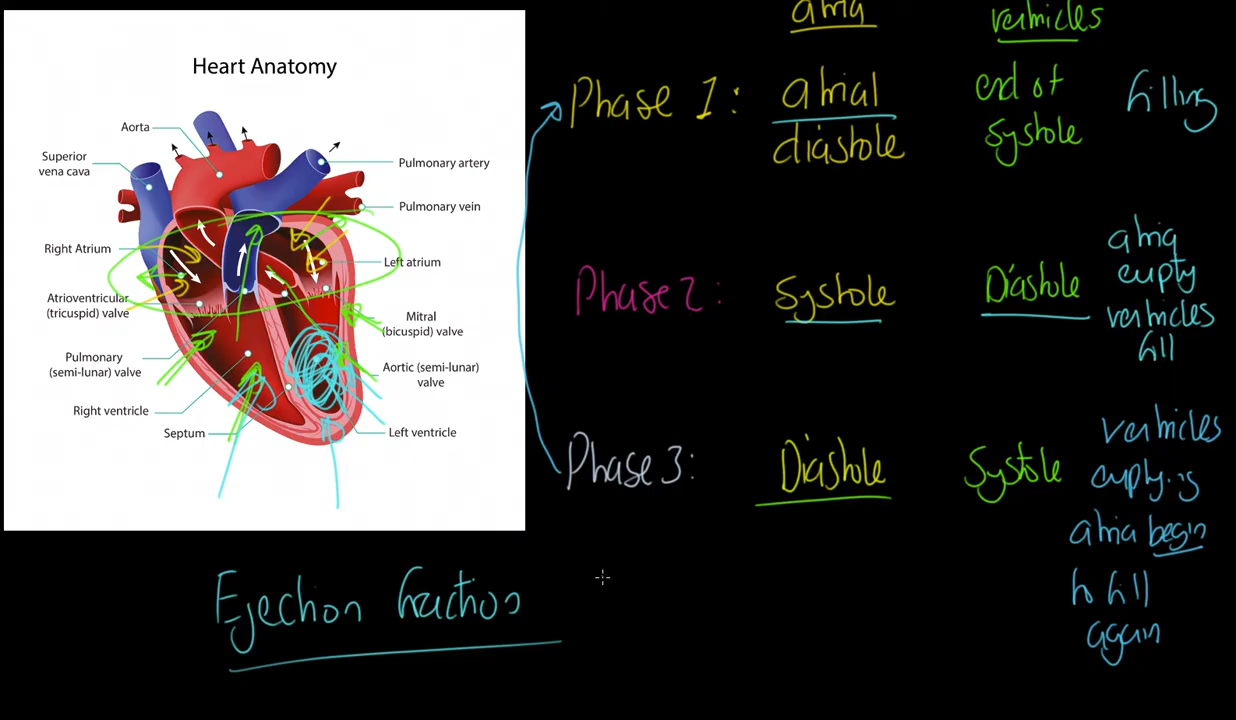 Heart Anatomy
Aorta
Superior
vena cava
Pulmonary artery
Pulmonary vein
Right Atrium
Left atrium
Atrioventricular
(tricuspid) valve
Mitral
(bicuspid) valve
Pulmonary
(semi-lunar) valve
Aortic (semi-lunar)
valve
Right ventricle
Septum
Left ventricle
atria
ventricles
Phase 1:
atrial
diastole
end of
systole
filling
Phase 2:
Systole
Diastole
atria
empty
ventricles
fill
Phase 3:
Diastole
Systole
ventricles
emptying
atria begin
to fill
again
Ejection fraction